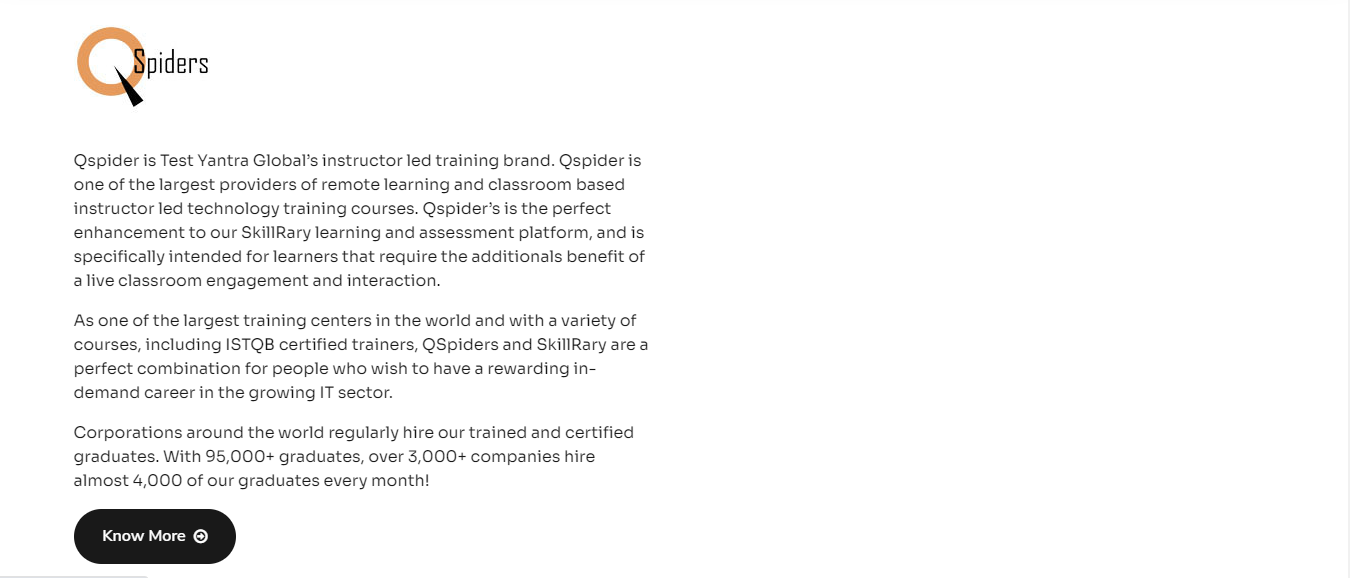 QSpiders
Qspider is Test Yantra Global’s instructor led training brand. Qspider is
one of the largest providers of remote learning and classroom based
instructor led technology training courses. Qspider’s is the perfect
enhancement to our SkillRary learning and assessment platform, and is
specifically intended for learners that require the additionals benefit of
a live classroom engagement and interaction.
As one of the largest training centers in the world and with a variety of
courses, including ISTQB certified trainers, QSpiders and SkillRary are a
perfect combination for people who wish to have a rewarding in-
demand career in the growing IT sector.
Corporations around the world regularly hire our trained and certified
graduates. With 95,000+ graduates, over 3,000+ companies hire
almost 4,000 of our graduates every month!
Know More